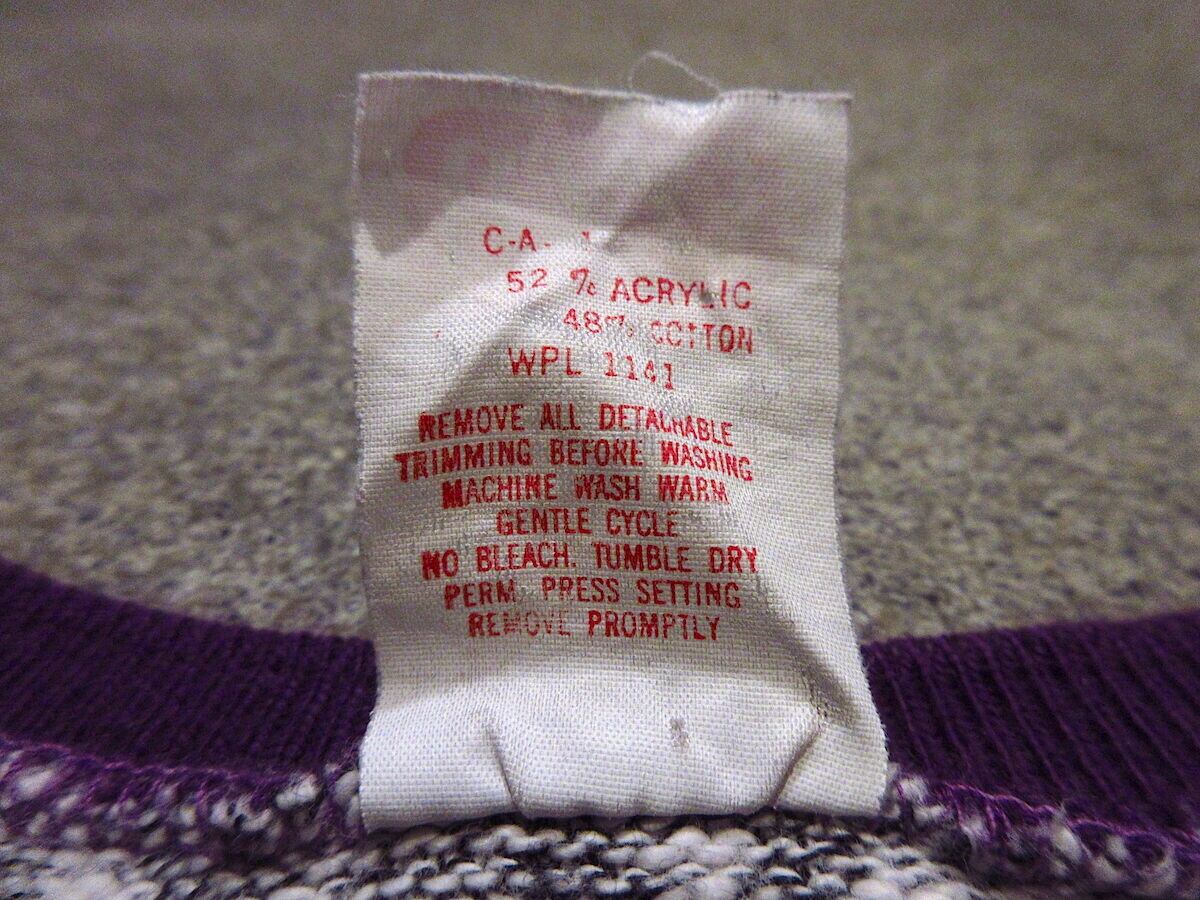 C-A-
52 % ACRYLIC
48% COTTON
WPL 1141
REMOVE ALL DETACHABLE
TRIMMING BEFORE WASHING
MACHINE WASH WARM
GENTLE CYCLE
NO BLEACH. TUMBLE DRY
PERM. PRESS SETTING
REMOVE PROMPTLY